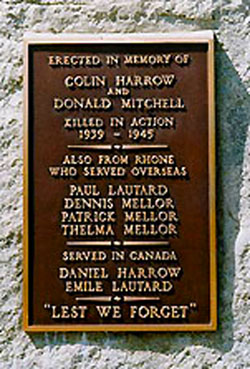 ERECTED IN MEMORY OF
COLIN HARROW
AND
DONALD MITCHELL
KILLED IN ACTION
1939 - 1945
ALSO FROM RHONE
WHO SERVED OVERSEAS
PAUL LAUTARD
DENNIS MELLOR
PATRICK MELLOR
THELMA MELLOR
SERVED IN CANADA
DANIEL HARROW
EMILE LAUTARD
"LEST WE FORGET"